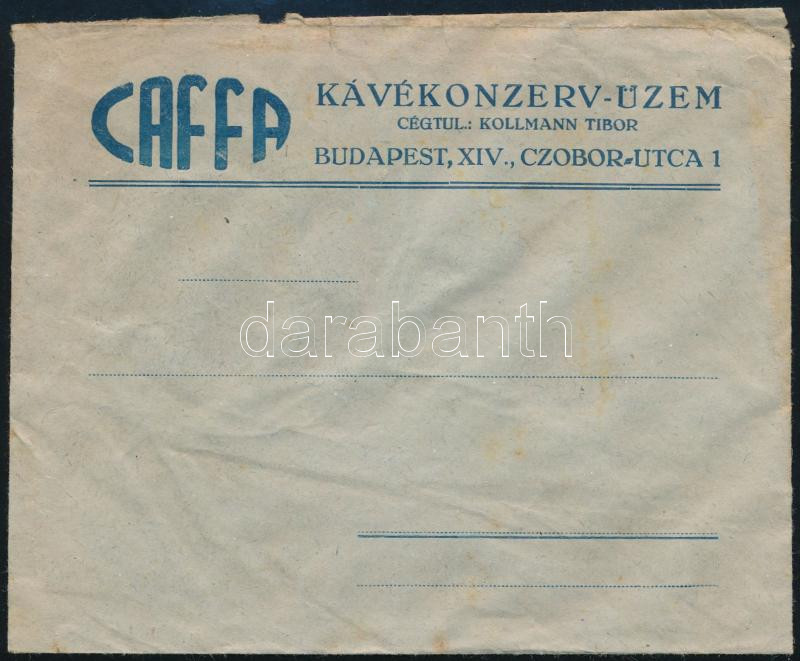 CAFFA
KÁVÉKONZERV-ÜZEM
CÉGTUL.: KOLLMANN TIBOR
BUDAPEST, XIV., CZOBOR-UTCA 1
darabanth